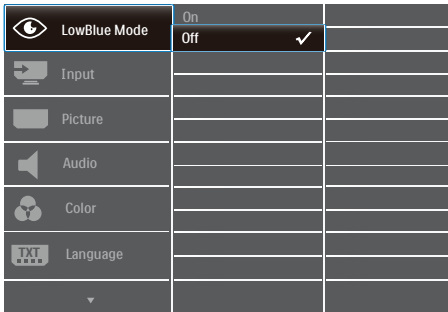 LowBlue Mode
On
Off
Input
Picture
Audio
Color
TXT
Language